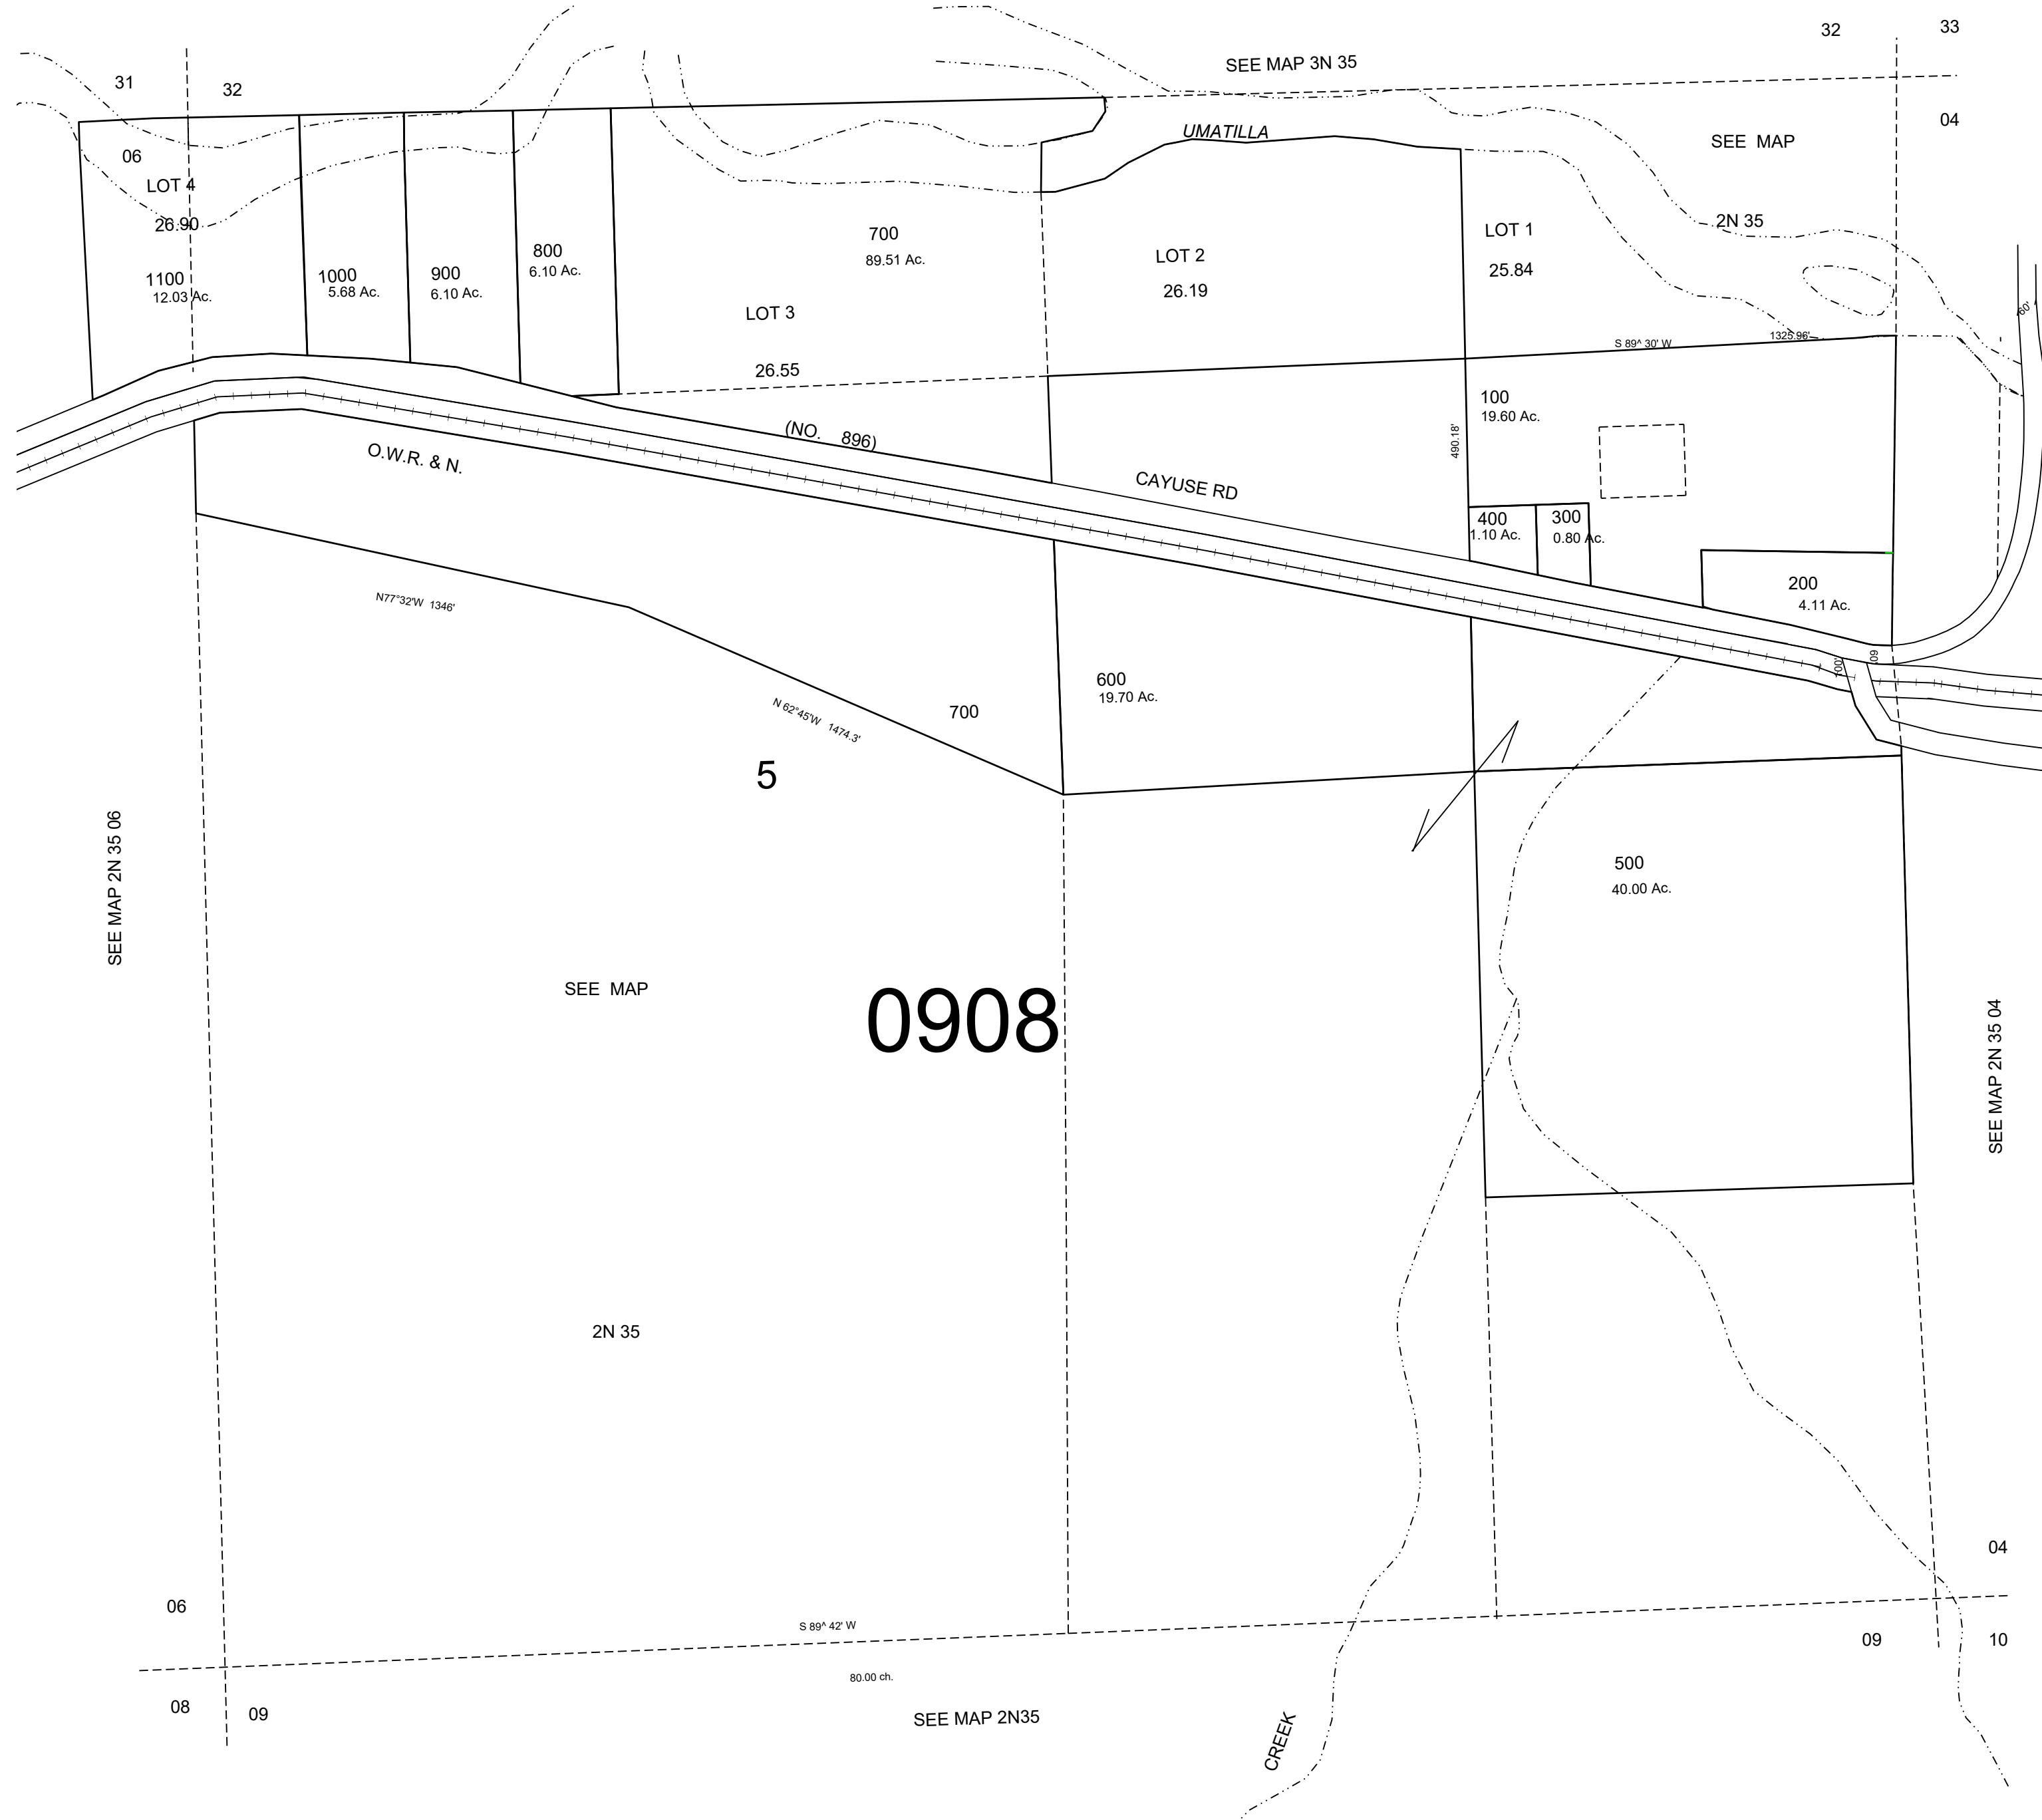 32
33
SEE MAP 3N 35
31
32
04
UMATILLA
SEE MAP
06
LOT 4
26.90
2N 35
LOT 1
25.84
700
89.51 Ac.
LOT 2
26.19
800
6.10 Ac.
1100
12.03 Ac.
1000
5.68 Ac.
900
6.10 Ac.
LOT 3
26.55
60'
S 89^ 30' W
1325.96'
100
19.60 Ac.
490.18'
(NO. 896)
O.W.R. & N.
CAYUSE RD
400
1.10 Ac.
300
0.80 Ac.
200
4.11 Ac.
N77°32'W 1346'
100'
60
600
19.70 Ac.
N 62°45'W 1474.3'
700
5
500
40.00 Ac.
SEE MAP 2N 35 06
SEE MAP
0908
SEE MAP 2N 35 04
2N 35
04
06
S 89^ 42' W
09
10
80.00 ch.
08
09
SEE MAP 2N35
CREEK